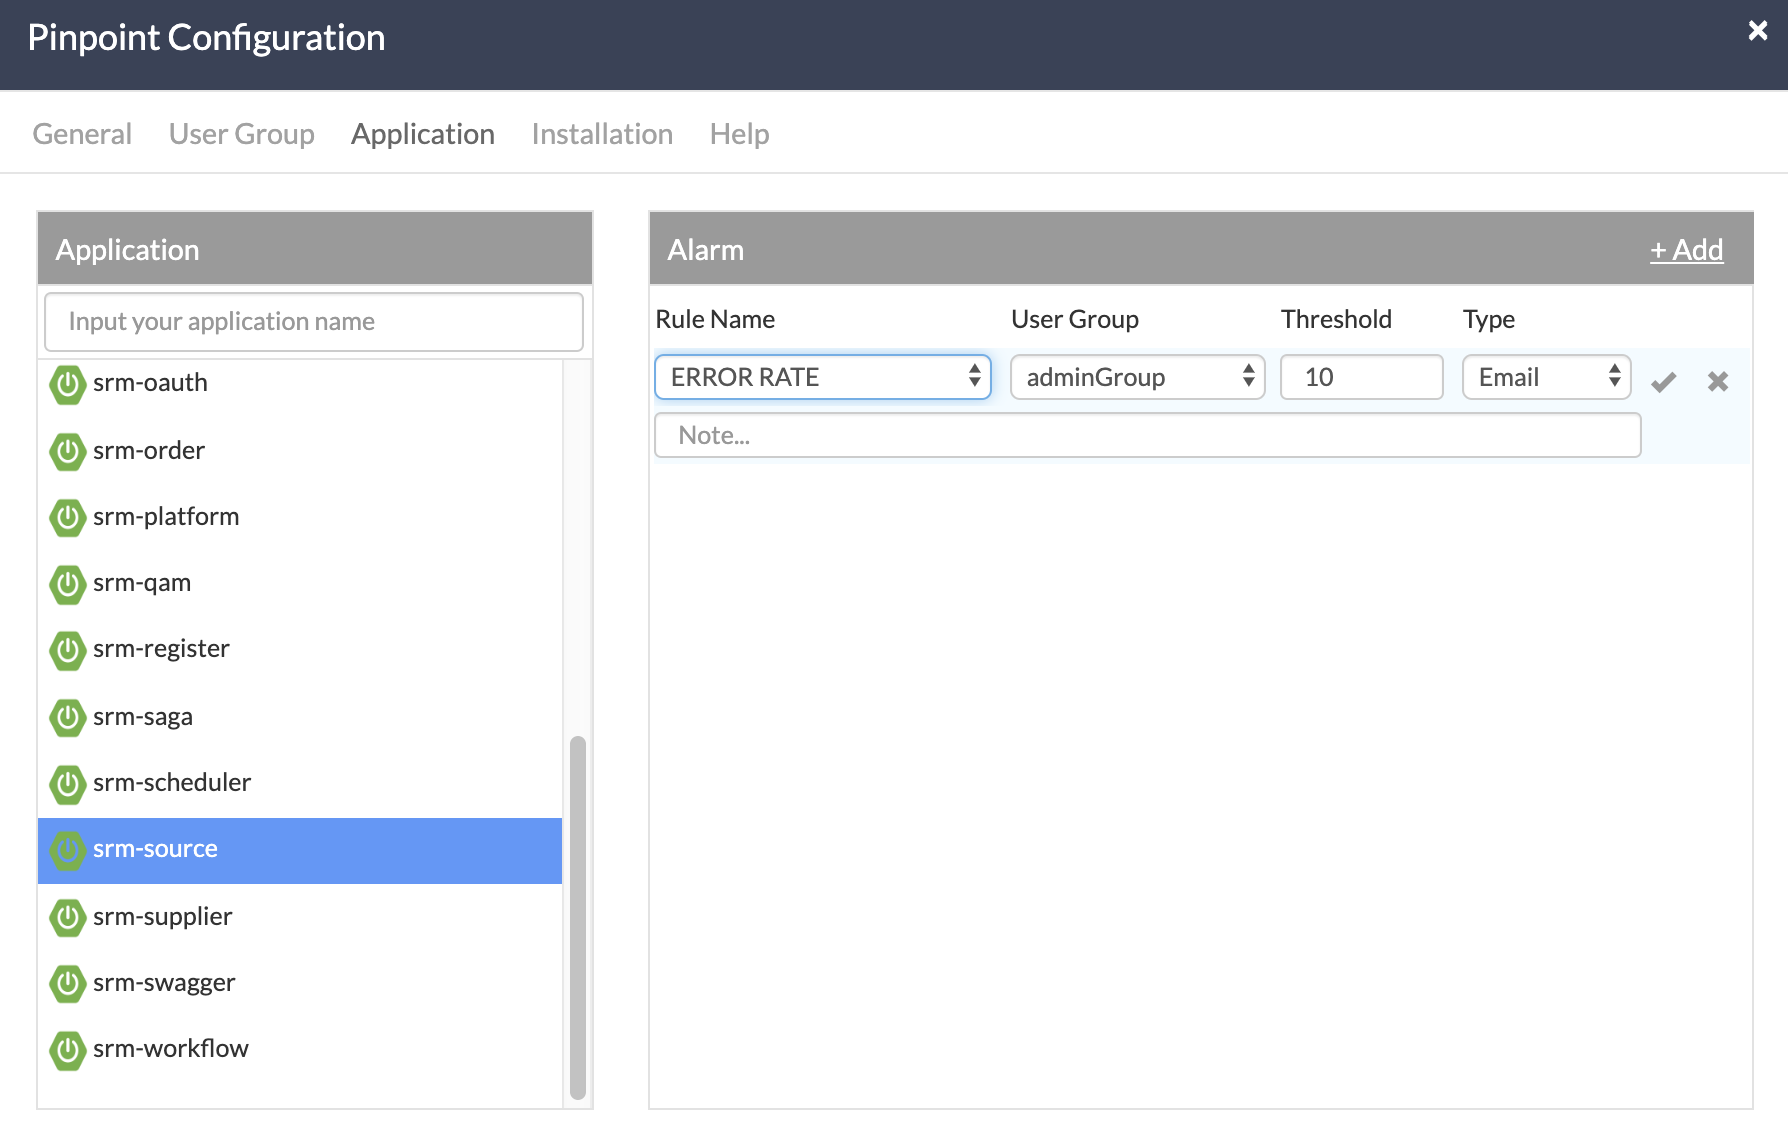 Pinpoint Configuration
General User Group Application Installation Help
Application
Input your application name
srm-oauth
srm-order
srm-platform
srm-qam
srm-register
srm-saga
srm-scheduler
srm-source
srm-supplier
srm-swagger
srm-workflow
Alarm + Add
Rule Name User Group Threshold Type
ERROR RATE adminGroup 10 Email
Note...